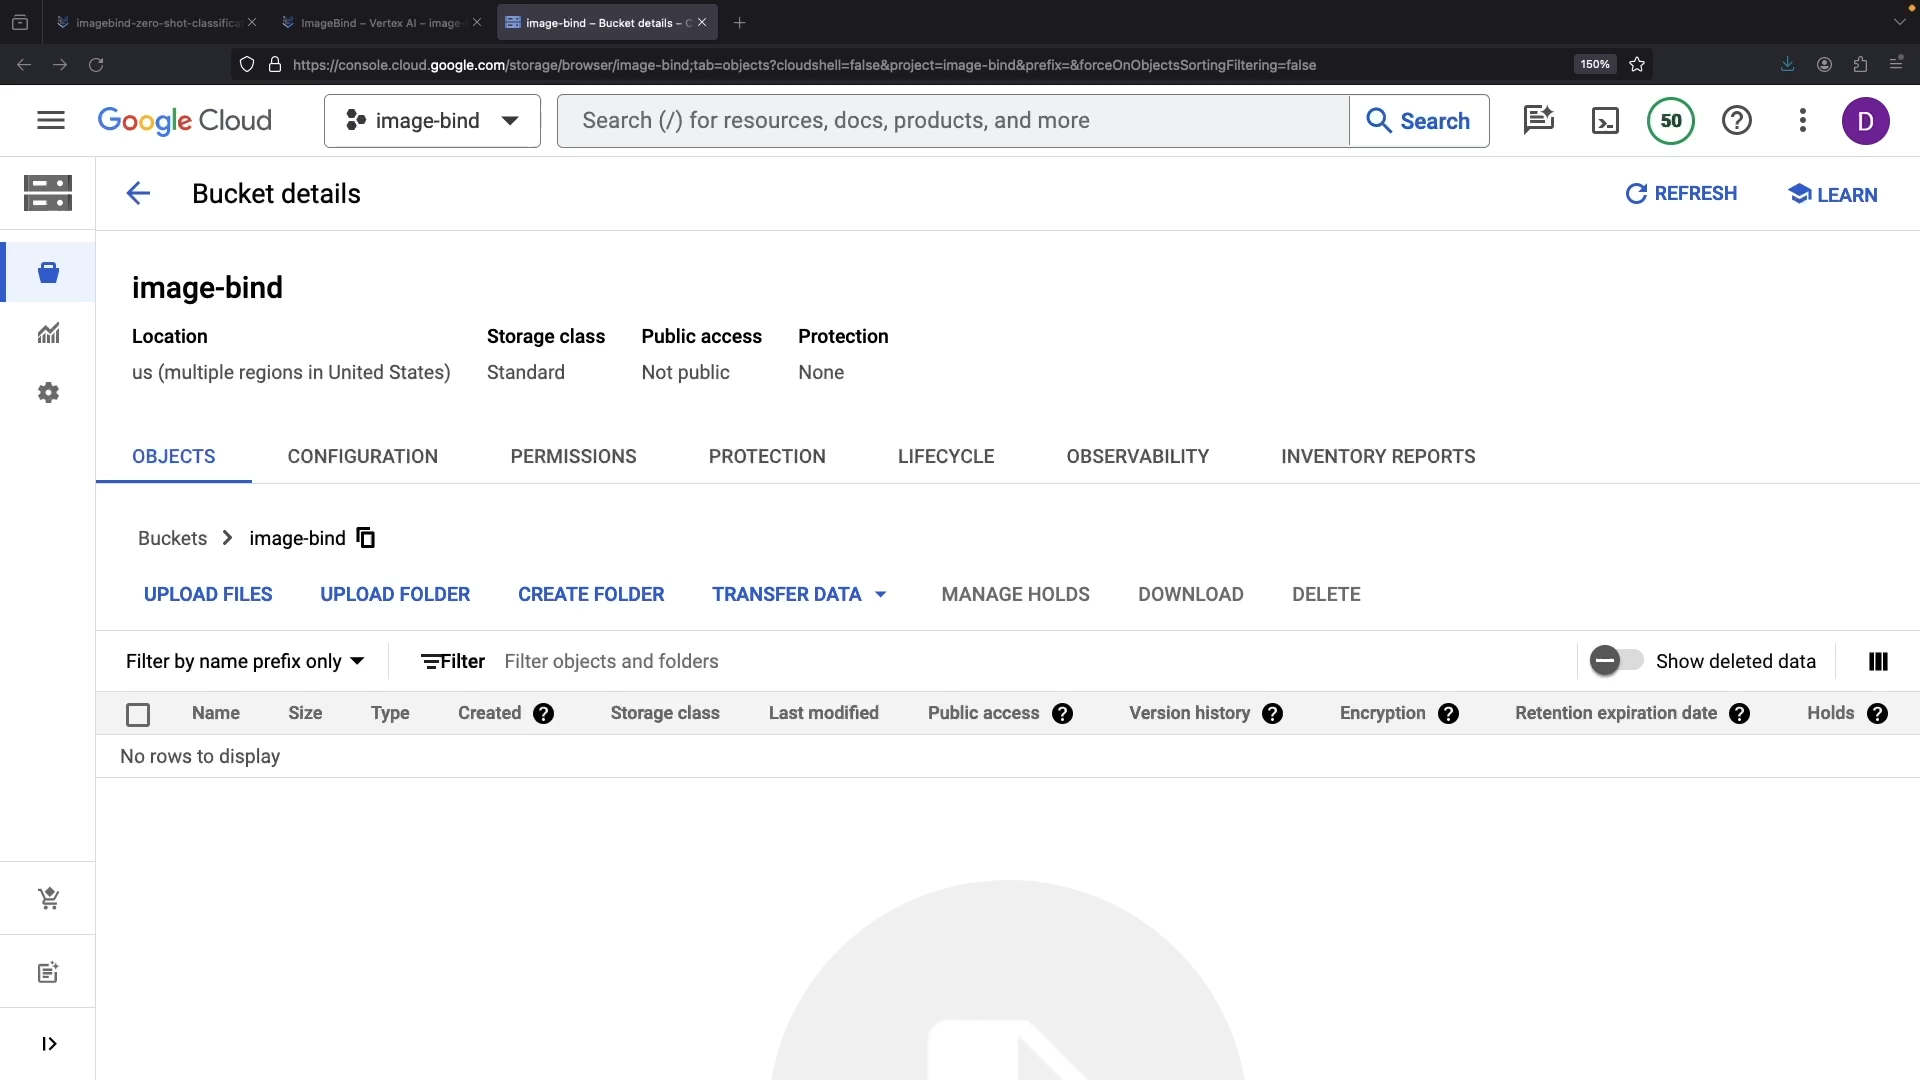 imagebind-zero-shot-classifica
ImageBind – Vertex AI – image-
image-bind – Bucket details – C
https://console.cloud.google.com/storage/browser/image-bind;tab=objects?cloudshell=false&project=image-bind&prefix=&forceOnObjectsSortingFiltering=false
150%
Google Cloud
image-bind
Search (/) for resources, docs, products, and more
Search
50
D
Bucket details
REFRESH
LEARN
image-bind
Location Storage class Public access Protection
us (multiple regions in United States) Standard Not public None
OBJECTS CONFIGURATION PERMISSIONS PROTECTION LIFECYCLE OBSERVABILITY INVENTORY REPORTS
Buckets image-bind
UPLOAD FILES UPLOAD FOLDER CREATE FOLDER TRANSFER DATA MANAGE HOLDS DOWNLOAD DELETE
Filter by name prefix only Filter Filter objects and folders Show deleted data
Name Size Type Created Storage class Last modified Public access Version history Encryption Retention expiration date Holds
No rows to display